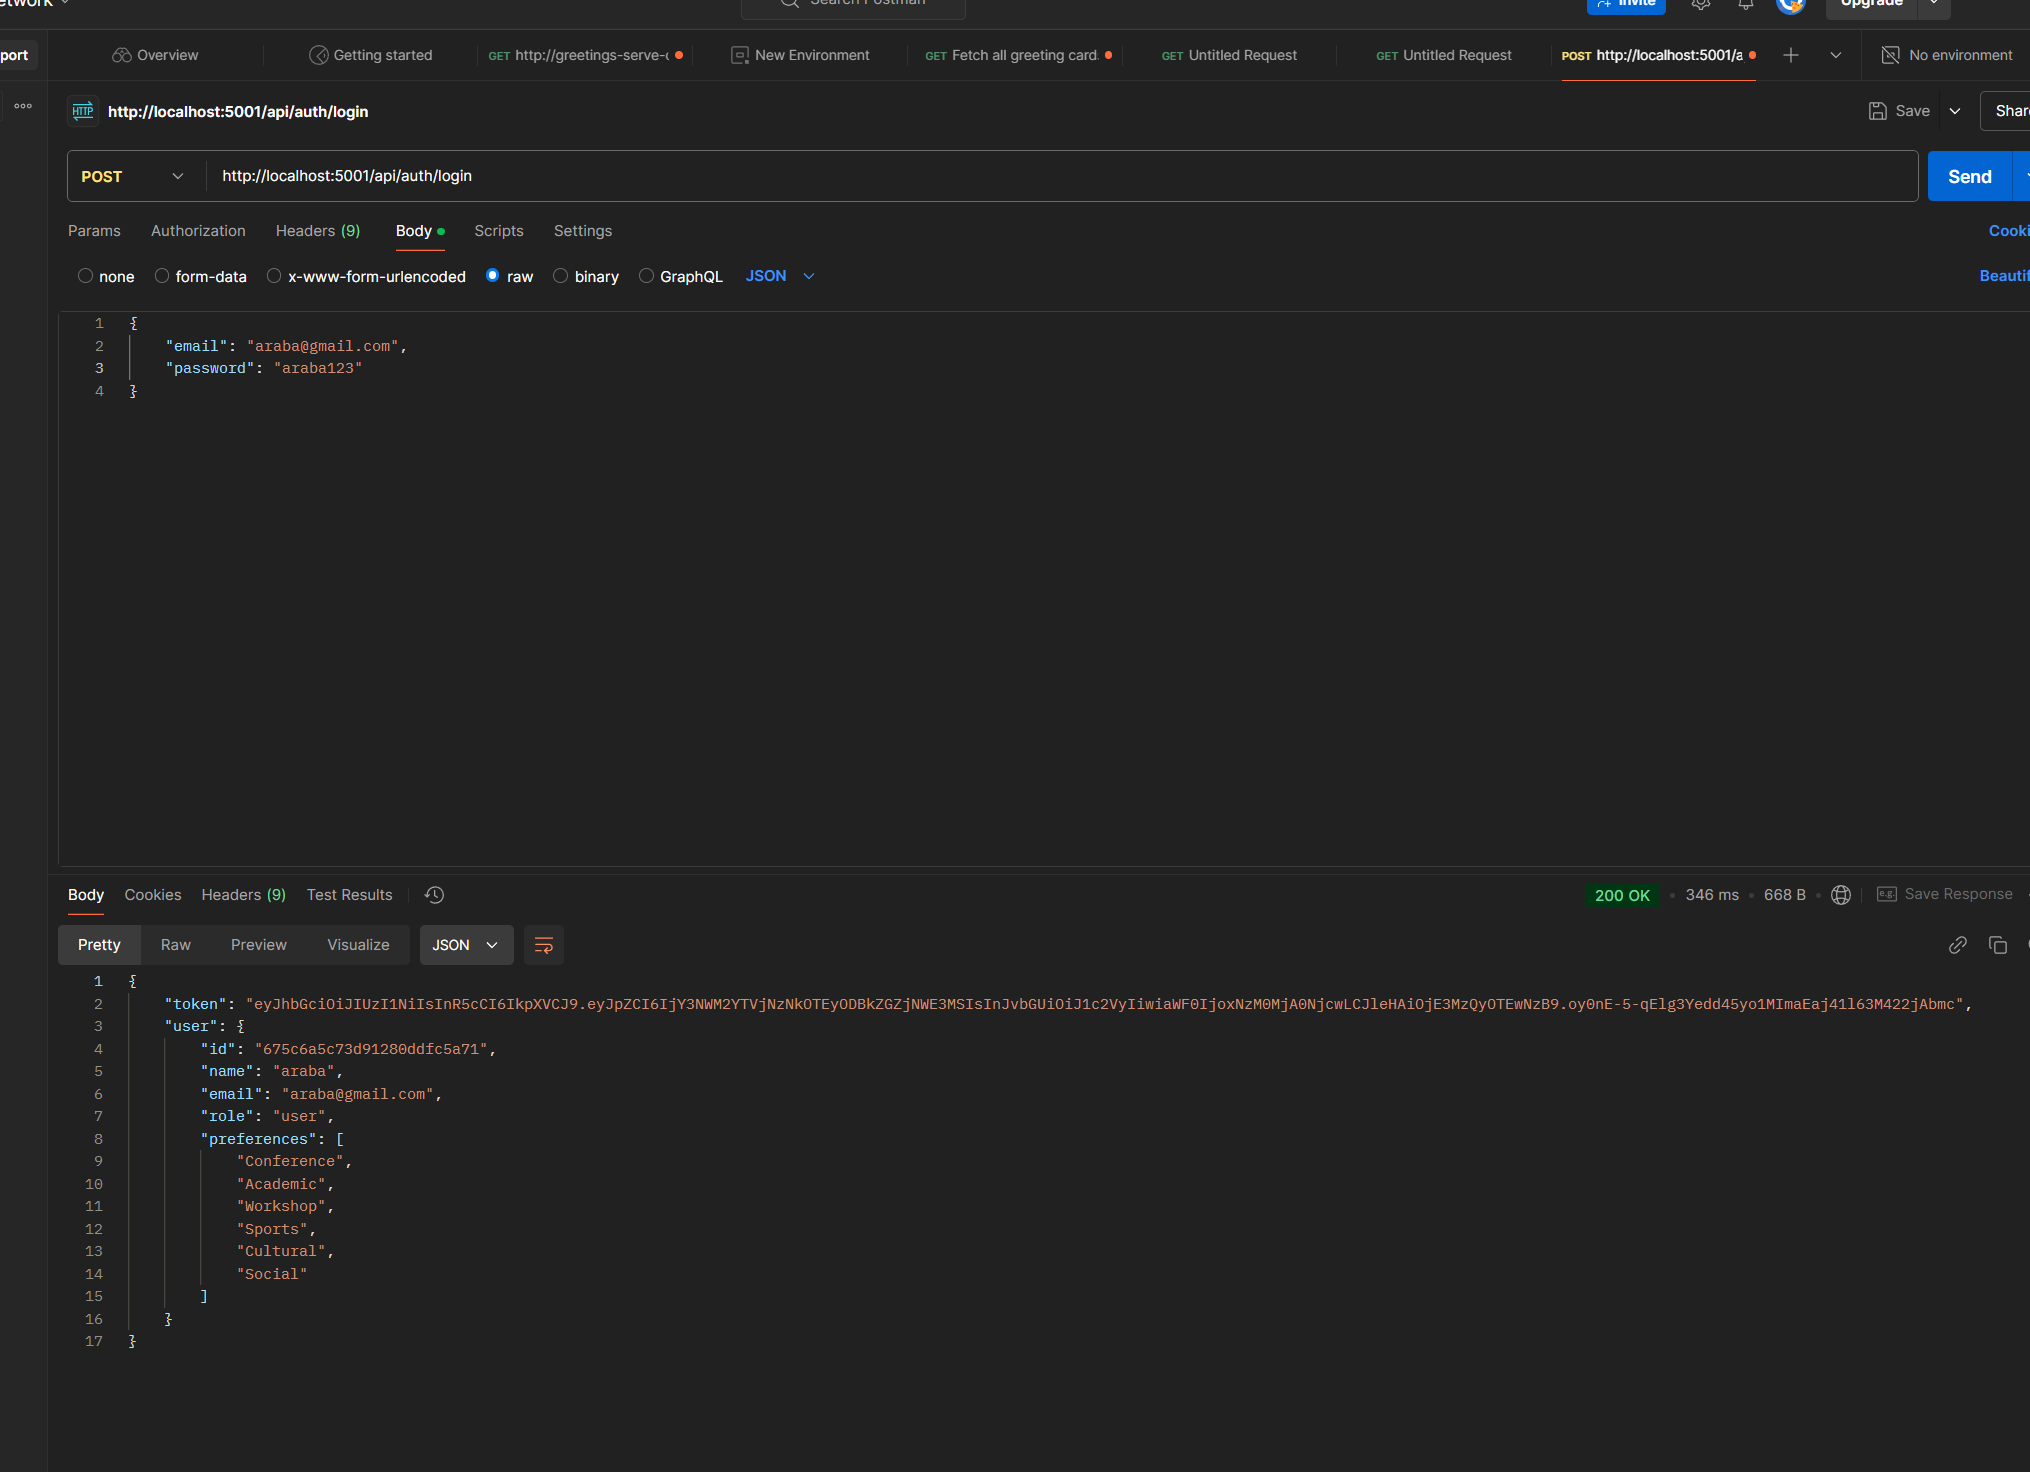 Invite
Upgrade
port
Overview
Getting started
GET http://greetings-serve-
New Environment
GET Fetch all greeting card
GET Untitled Request
GET Untitled Request
POST http://localhost:5001/a
No environment
HTTP http://localhost:5001/api/auth/login
Save
Shar
POST http://localhost:5001/api/auth/login
Send
Params Authorization Headers (9) Body Scripts Settings
Cooki
none form-data x-www-form-urlencoded raw binary GraphQL JSON
Beautif
1 {
2 "email": "araba@gmail.com",
3 "password": "araba123"
4 }
Body Cookies Headers (9) Test Results
200 OK • 346 ms • 668 B • e.g. Save Response
Pretty Raw Preview Visualize JSON
1 {
2 "token": "eyJhbGciOiJIUzI1NiIsInR5cCI6IkpXVCJ9.eyJpZCI6IjY3NWM2YTVjNzNkOTEyODBkZGZjNWE3MSIsInJvbGUiOiJ1c2VyIiwiaWF0IjoxNzM0MjA0NjcwLCJleHAiOjE3MzQyOTEwNzB9.oy0nE-5-qElg3Yedd45yo1MImaEaj41l63M422jAbmc",
3 "user": {
4 "id": "675c6a5c73d91280ddfc5a71",
5 "name": "araba",
6 "email": "araba@gmail.com",
7 "role": "user",
8 "preferences": [
9 "Conference",
10 "Academic",
11 "Workshop",
12 "Sports",
13 "Cultural",
14 "Social"
15 ]
16 }
17 }